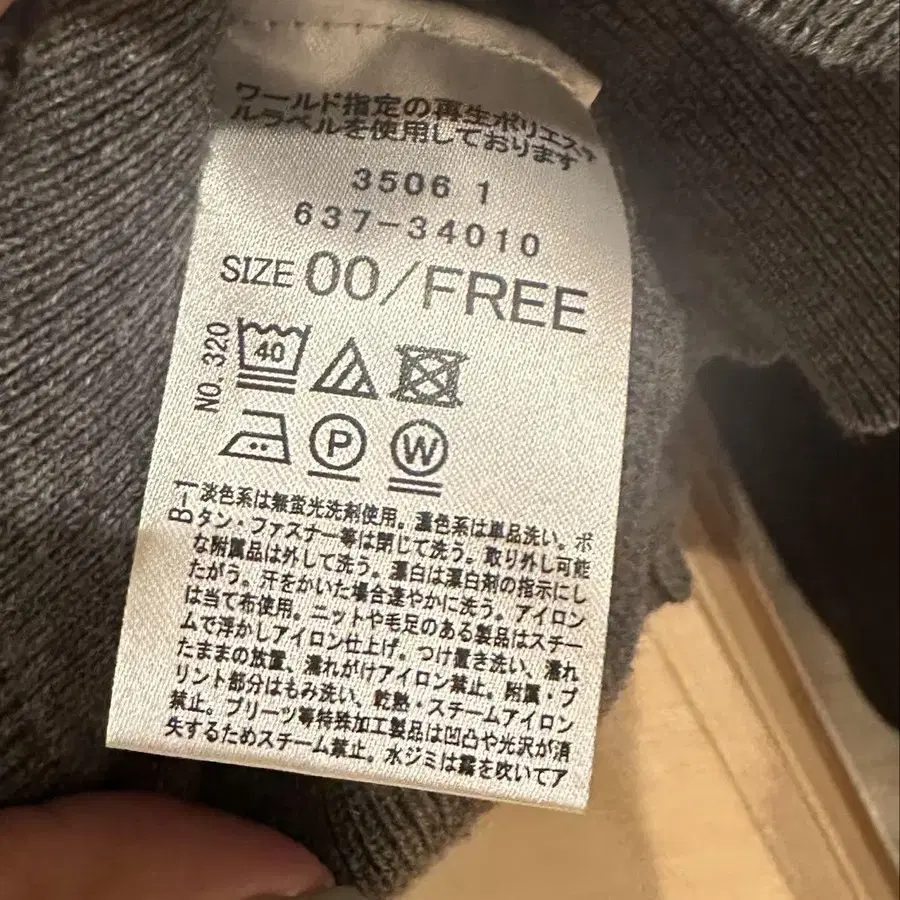 ワールド指定の再生ポリエステ
ルラベルを使用しております
3506 1
637-34010
SIZE 00/FREE
NO. 320
40
P
W
B-1
淡色系は無蛍光洗剤使用。濃色系は単品洗い。ボ
タン・ファスナー等は閉じて洗う。取り外し可能
な附属品は外して洗う。漂白は漂白剤の指示にし
たがう。汗をかいた場合速やかに洗う。アイロン
は当て布使用。ニットや毛足のある製品はスチー
ムで浮かしアイロン仕上げ。つけ置き洗い、濡れ
たままの放置、濡れがけアイロン禁止。附属・プ
リント部分はもみ洗い、乾熱・スチームアイロン
禁止。プリーツ等特殊加工製品は凹凸や光沢が消
失するためスチーム禁止。水ジミは霧を吹いてア